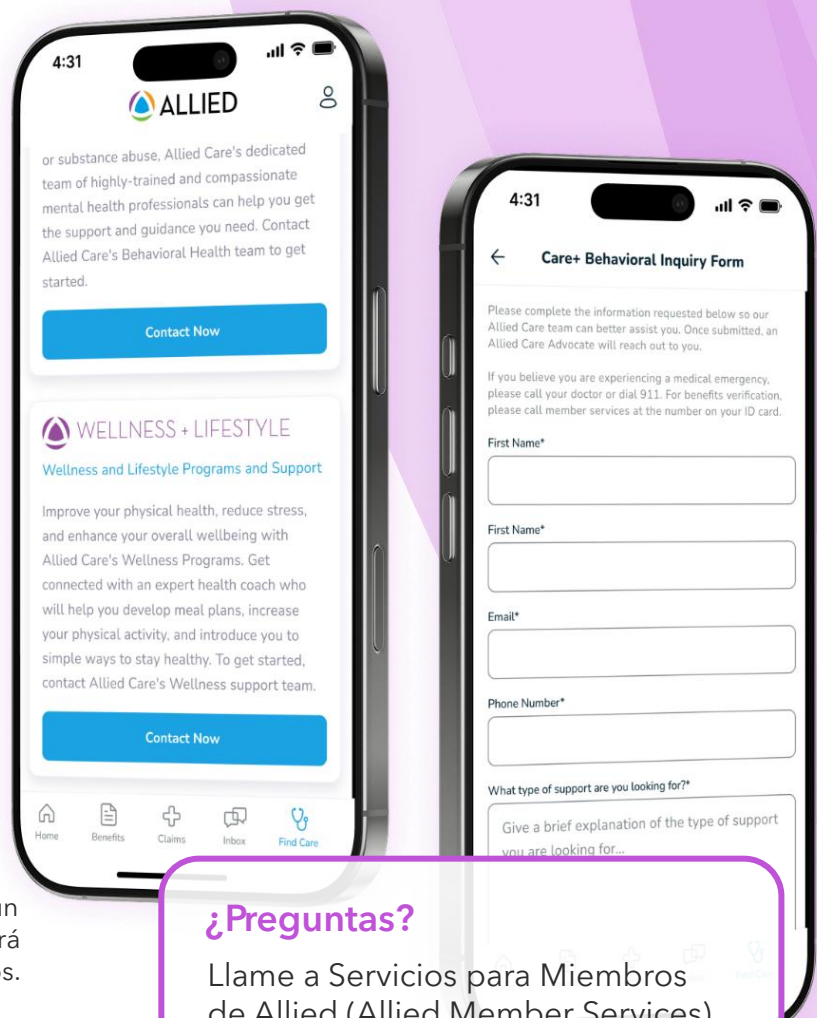 4:31
ALLIED
or substance abuse, Allied Care's dedicated
team of highly-trained and compassionate
mental health professionals can help you get
the support and guidance you need. Contact
Allied Care's Behavioral Health team to get
started.
Contact Now
WELLNESS + LIFESTYLE
Wellness and Lifestyle Programs and Support
Improve your physical health, reduce stress,
and enhance your overall wellbeing with
Allied Care's Wellness Programs. Get
connected with an expert health coach who
will help you develop meal plans, increase
your physical activity, and introduce you to
simple ways to stay healthy. To get started,
contact Allied Care's Wellness support team.
Contact Now
Home Benefits Claims Inbox Find Care
4:31
Care+ Behavioral Inquiry Form
Please complete the information requested below so our
Allied Care team can better assist you. Once submitted, an
Allied Care Advocate will reach out to you.
If you believe you are experiencing a medical emergency,
please call your doctor or dial 911. For benefits verification,
please call member services at the number on your ID card.
First Name*
First Name*
Email*
Phone Number*
What type of support are you looking for?*
Give a brief explanation of the type of support
you are looking for...
¿Preguntas?
Llame a Servicios para Miembros
de Allied (Allied Member Services)